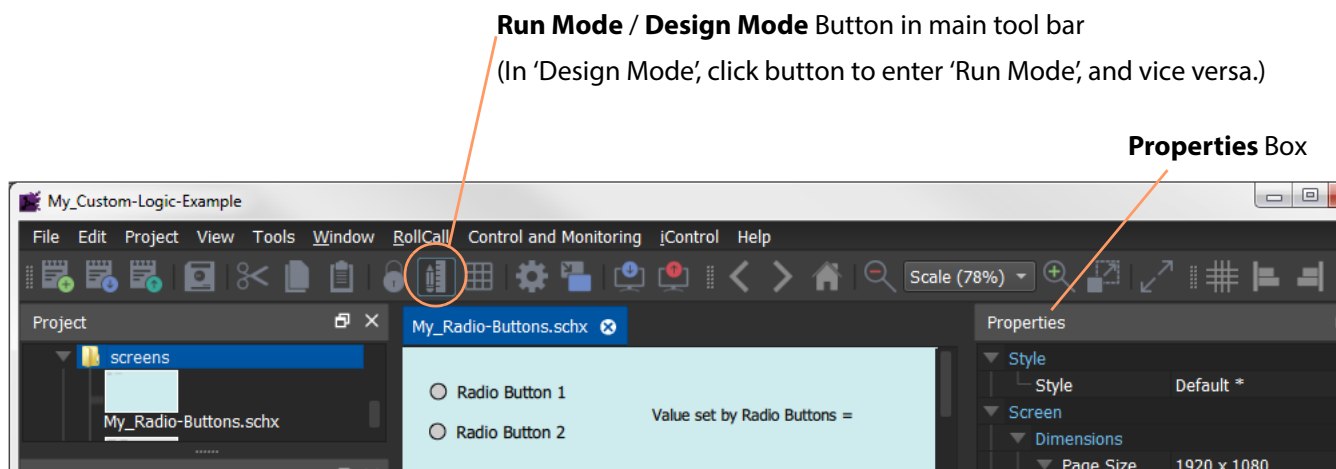 Run Mode / Design Mode Button in main tool bar
(In ‘Design Mode’, click button to enter ‘Run Mode’, and vice versa.)
Properties Box
My_Custom-Logic-Example
File Edit Project View Tools Window RollCall Control and Monitoring iControl Help
Scale (78%)
Project
My_Radio-Buttons.schx
Properties
screens
My_Radio-Buttons.schx
Radio Button 1
Radio Button 2
Value set by Radio Buttons =
Style
Style Default *
Screen
Dimensions
Page Size 1920 x 1080